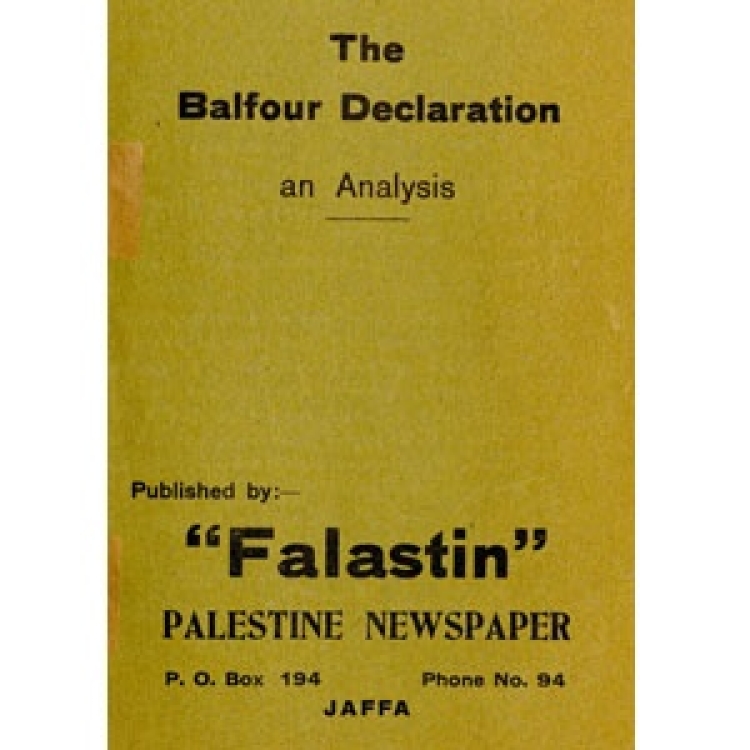 The
Balfour Declaration
an Analysis
Published by:—
“Falastin”
PALESTINE NEWSPAPER
P. O. Box 194 Phone No. 94
JAFFA